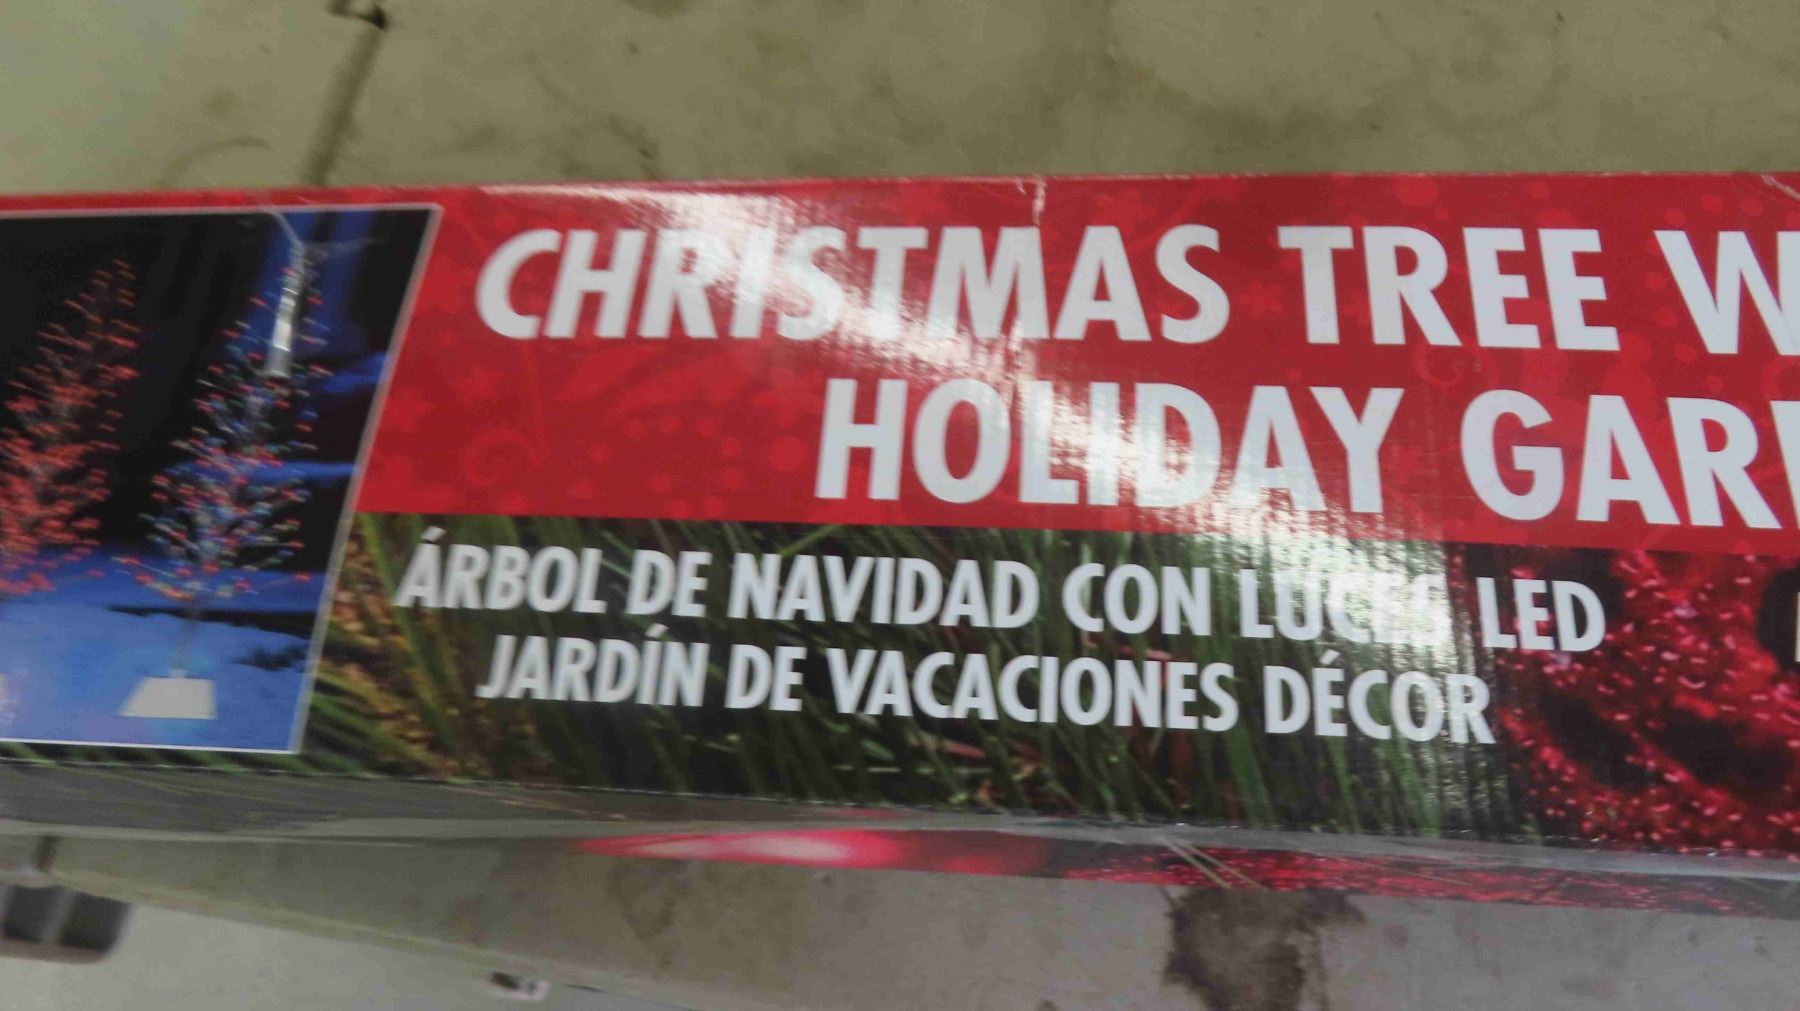 CHRISTMAS TREE W
HOLIDAY GAR
ÁRBOL DE NAVIDAD CON LUCES LED
JARDÍN DE VACACIONES DÉCOR